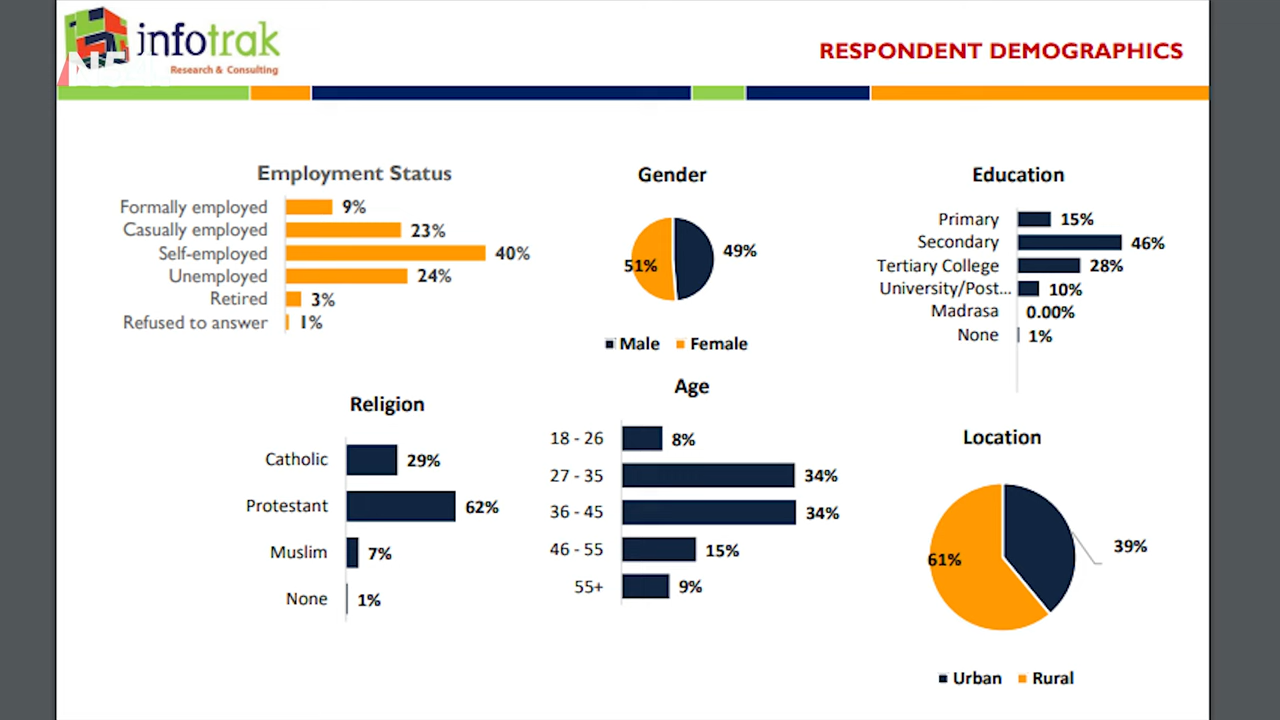 infotrak
Research & Consulting
RESPONDENT DEMOGRAPHICS
Employment Status
Formally employed 9%
Casually employed 23%
Self-employed 40%
Unemployed 24%
Retired 3%
Refused to answer 1%
Gender
51% 49%
Male Female
Education
Primary 15%
Secondary 46%
Tertiary College 28%
University/Post... 10%
Madrasa 0.00%
None 1%
Religion
Catholic 29%
Protestant 62%
Muslim 7%
None 1%
Age
18 - 26 8%
27 - 35 34%
36 - 45 34%
46 - 55 15%
55+ 9%
Location
61% 39%
Urban Rural